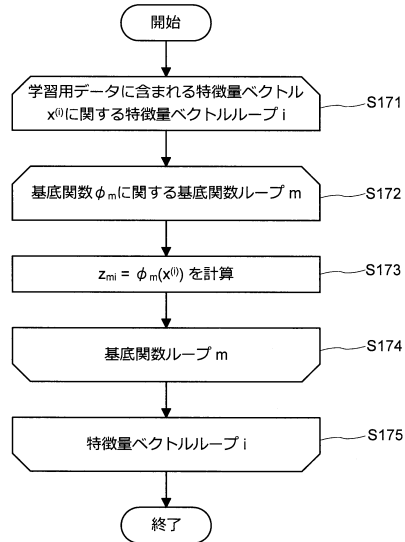 開始
学習用データに含まれる特徴量ベクトル
x⁽ⁱ⁾に関する特徴量ベクトルループ i
S171
基底関数φₘに関する基底関数ループ m
S172
zₘᵢ = φₘ(x⁽ⁱ⁾) を計算
S173
基底関数ループ m
S174
特徴量ベクトルループ i
S175
終了